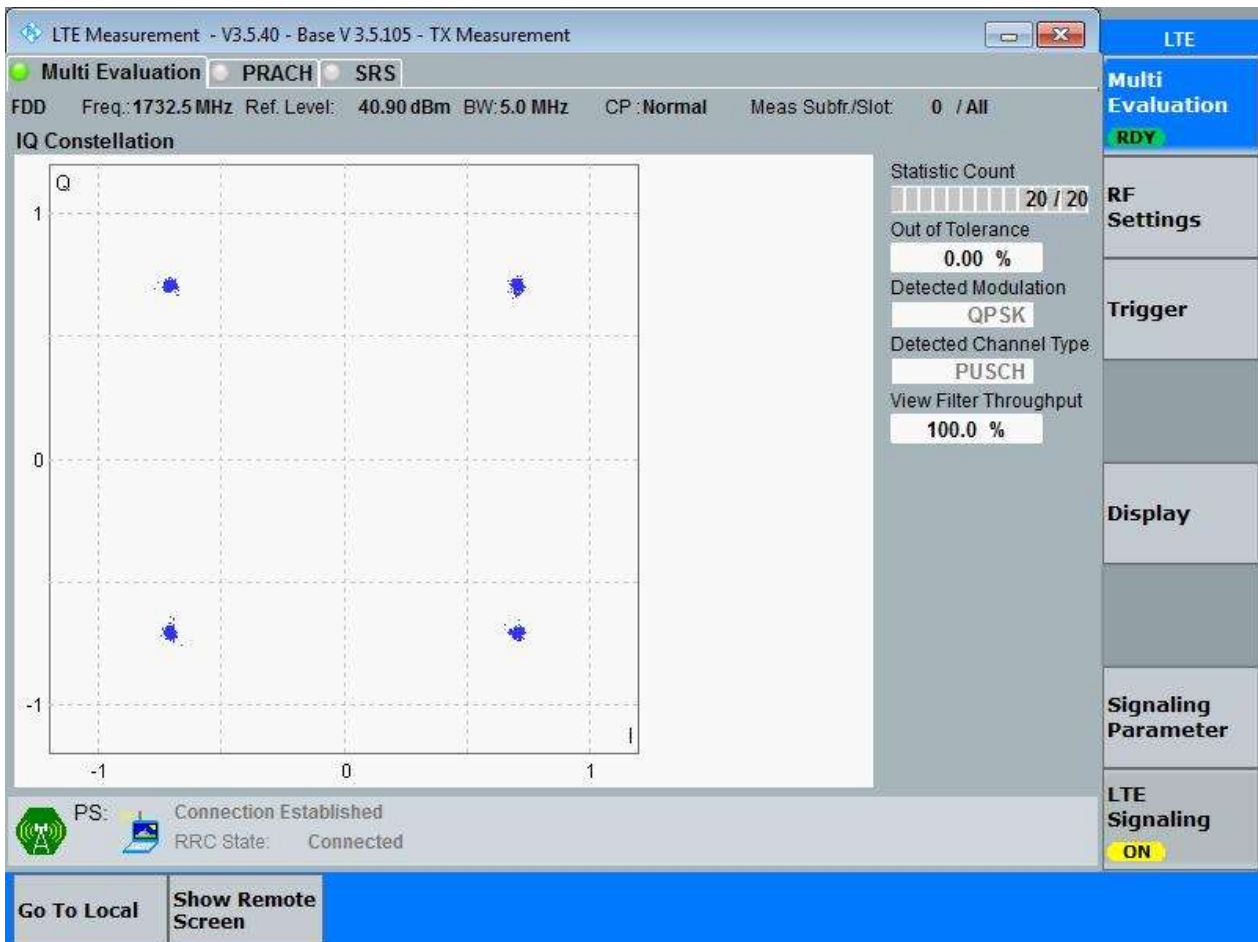 LTE Measurement - V3.5.40 - Base V 3.5.105 - TX Measurement
LTE
Multi Evaluation PRACH SRS
FDD Freq.: 1732.5 MHz Ref. Level: 40.90 dBm BW: 5.0 MHz CP : Normal Meas Subfr./Slot: 0 / All
IQ Constellation
Q
1
0
-1
I
-1 0 1
Statistic Count
20 / 20
Out of Tolerance
0.00 %
Detected Modulation
QPSK
Detected Channel Type
PUSCH
View Filter Throughput
100.0 %
Multi
Evaluation
RDY
RF
Settings
Trigger
Display
Signaling
Parameter
LTE
Signaling
ON
PS: Connection Established
RRC State: Connected
Go To Local
Show Remote
Screen